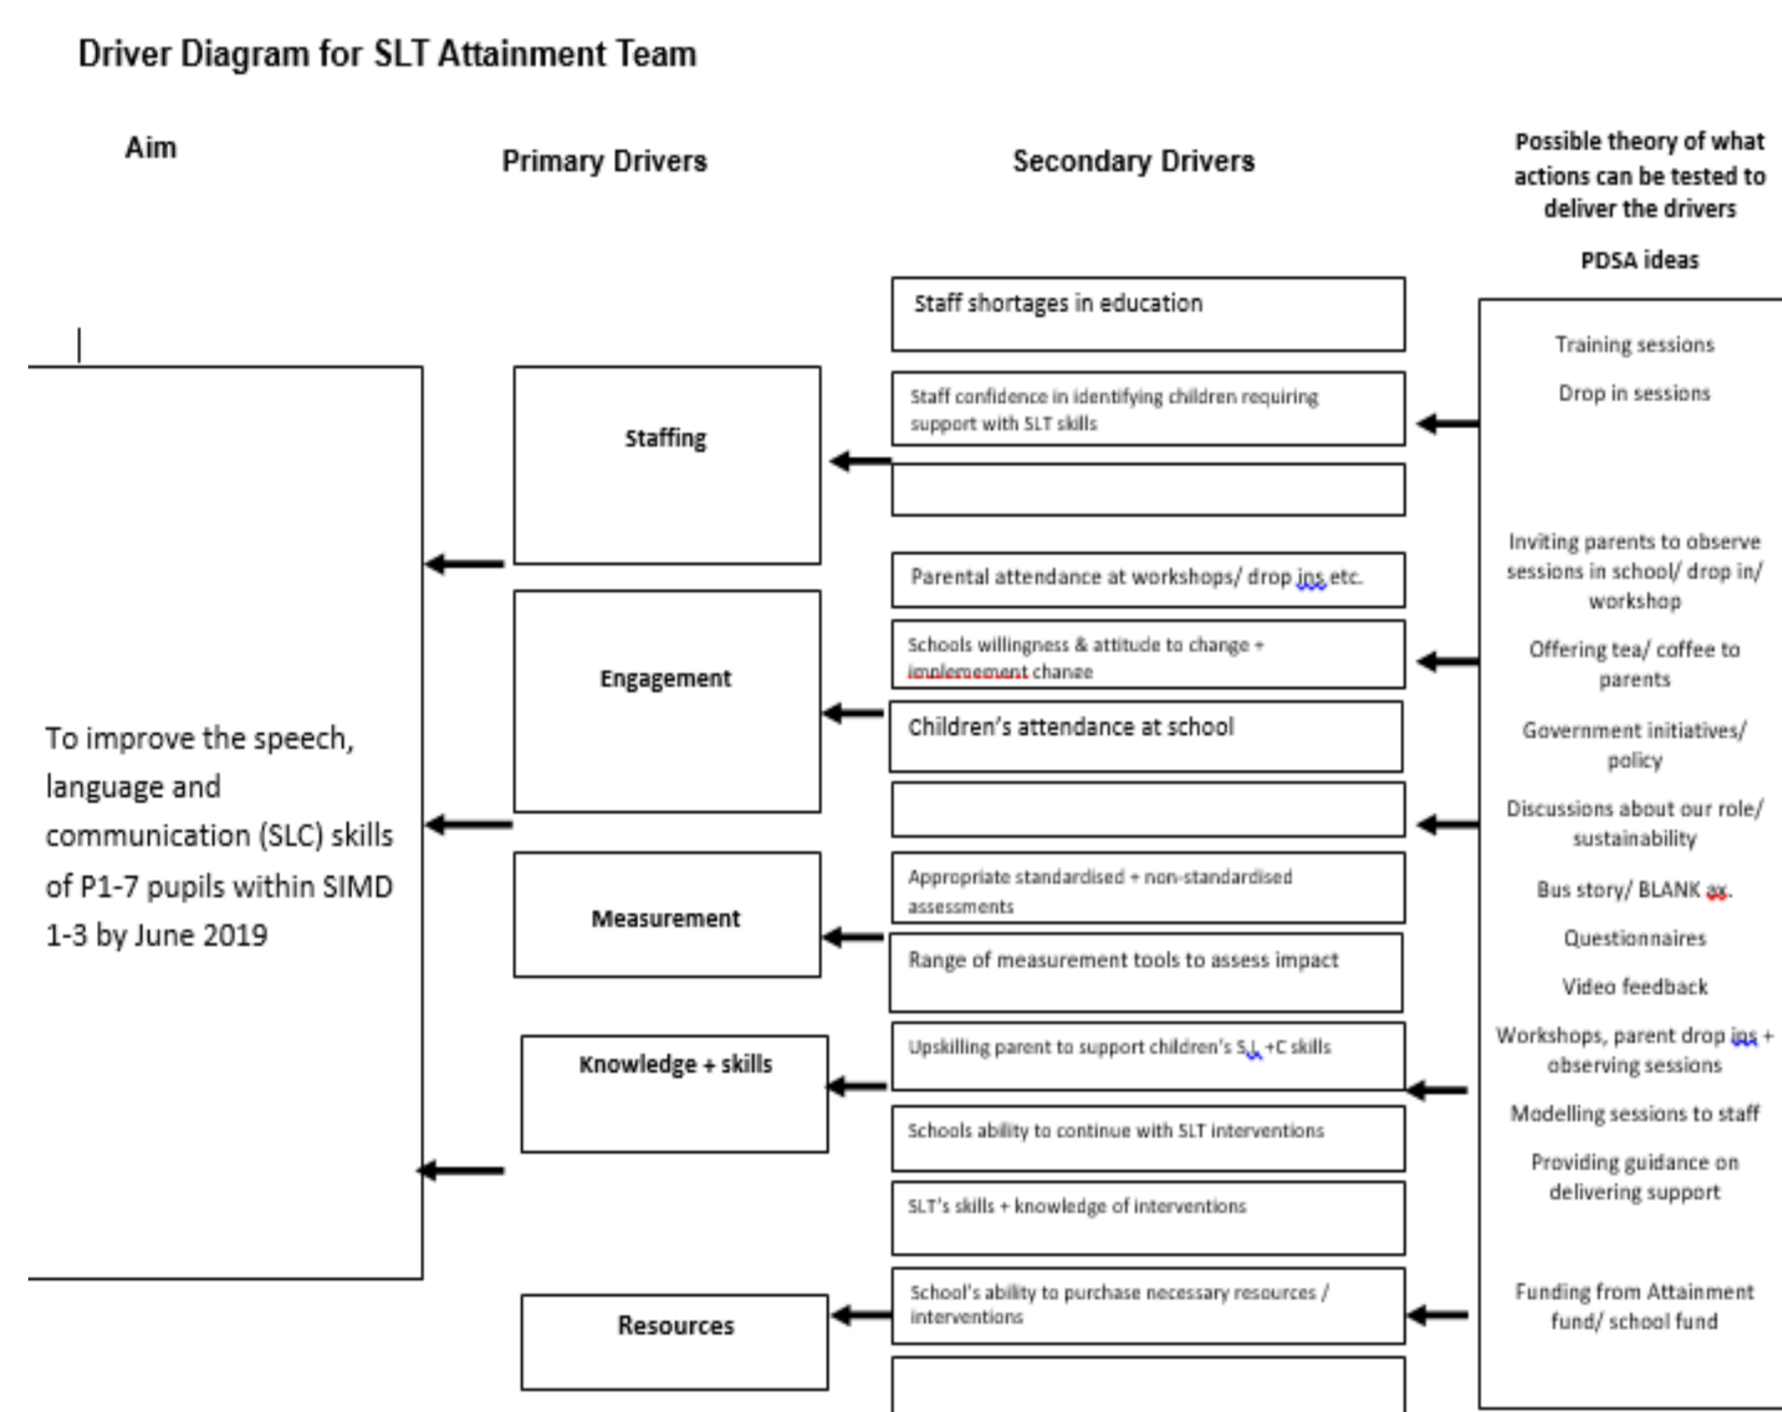 Driver Diagram for SLT Attainment Team
Aim
Primary Drivers
Secondary Drivers
Possible theory of what
actions can be tested to
deliver the drivers
PDSA ideas
To improve the speech,
language and
communication (SLC) skills
of P1-7 pupils within SIMD
1-3 by June 2019
Staffing
Engagement
Measurement
Knowledge + skills
Resources
Staff shortages in education
Staff confidence in identifying children requiring
support with SLT skills
Parental attendance at workshops/ drop ins etc.
Schools willingness & attitude to change +
implemement change
Children's attendance at school
Appropriate standardised + non-standardised
assessments
Range of measurement tools to assess impact
Upskilling parent to support children's S,L +C skills
Schools ability to continue with SLT interventions
SLT's skills + knowledge of interventions
School's ability to purchase necessary resources /
interventions
Training sessions
Drop in sessions
Inviting parents to observe
sessions in school/ drop in/
workshop
Offering tea/ coffee to
parents
Government initiatives/
policy
Discussions about our role/
sustainability
Bus story/ BLANK ax.
Questionnaires
Video feedback
Workshops, parent drop ins +
observing sessions
Modelling sessions to staff
Providing guidance on
delivering support
Funding from Attainment
fund/ school fund